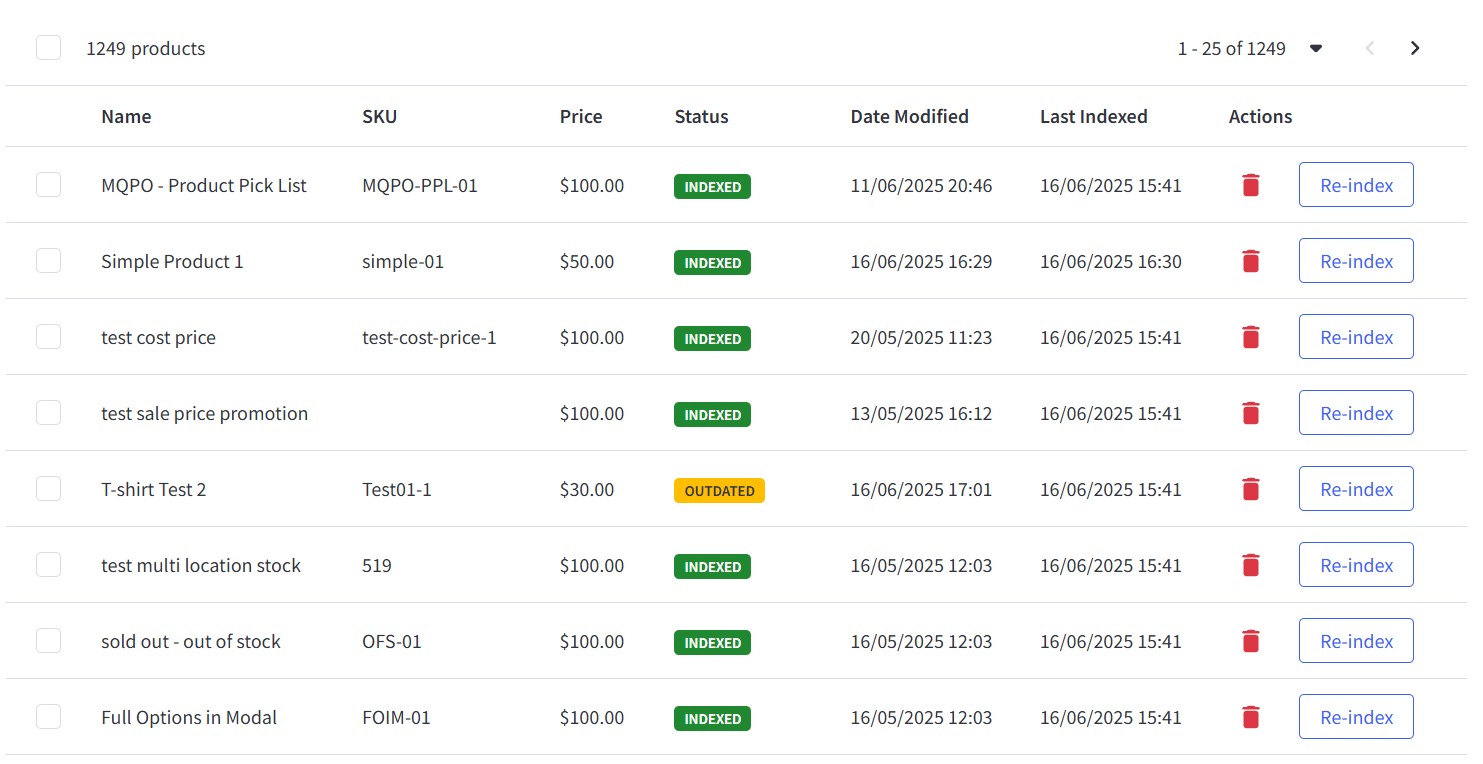 1249 products 1 - 25 of 1249
Name SKU Price Status Date Modified Last Indexed Actions
MQPO - Product Pick List MQPO-PPL-01 $100.00 INDEXED 11/06/2025 20:46 16/06/2025 15:41 Re-index
Simple Product 1 simple-01 $50.00 INDEXED 16/06/2025 16:29 16/06/2025 16:30 Re-index
test cost price test-cost-price-1 $100.00 INDEXED 20/05/2025 11:23 16/06/2025 15:41 Re-index
test sale price promotion $100.00 INDEXED 13/05/2025 16:12 16/06/2025 15:41 Re-index
T-shirt Test 2 Test01-1 $30.00 OUTDATED 16/06/2025 17:01 16/06/2025 15:41 Re-index
test multi location stock 519 $100.00 INDEXED 16/05/2025 12:03 16/06/2025 15:41 Re-index
sold out - out of stock OFS-01 $100.00 INDEXED 16/05/2025 12:03 16/06/2025 15:41 Re-index
Full Options in Modal FOIM-01 $100.00 INDEXED 16/05/2025 12:03 16/06/2025 15:41 Re-index